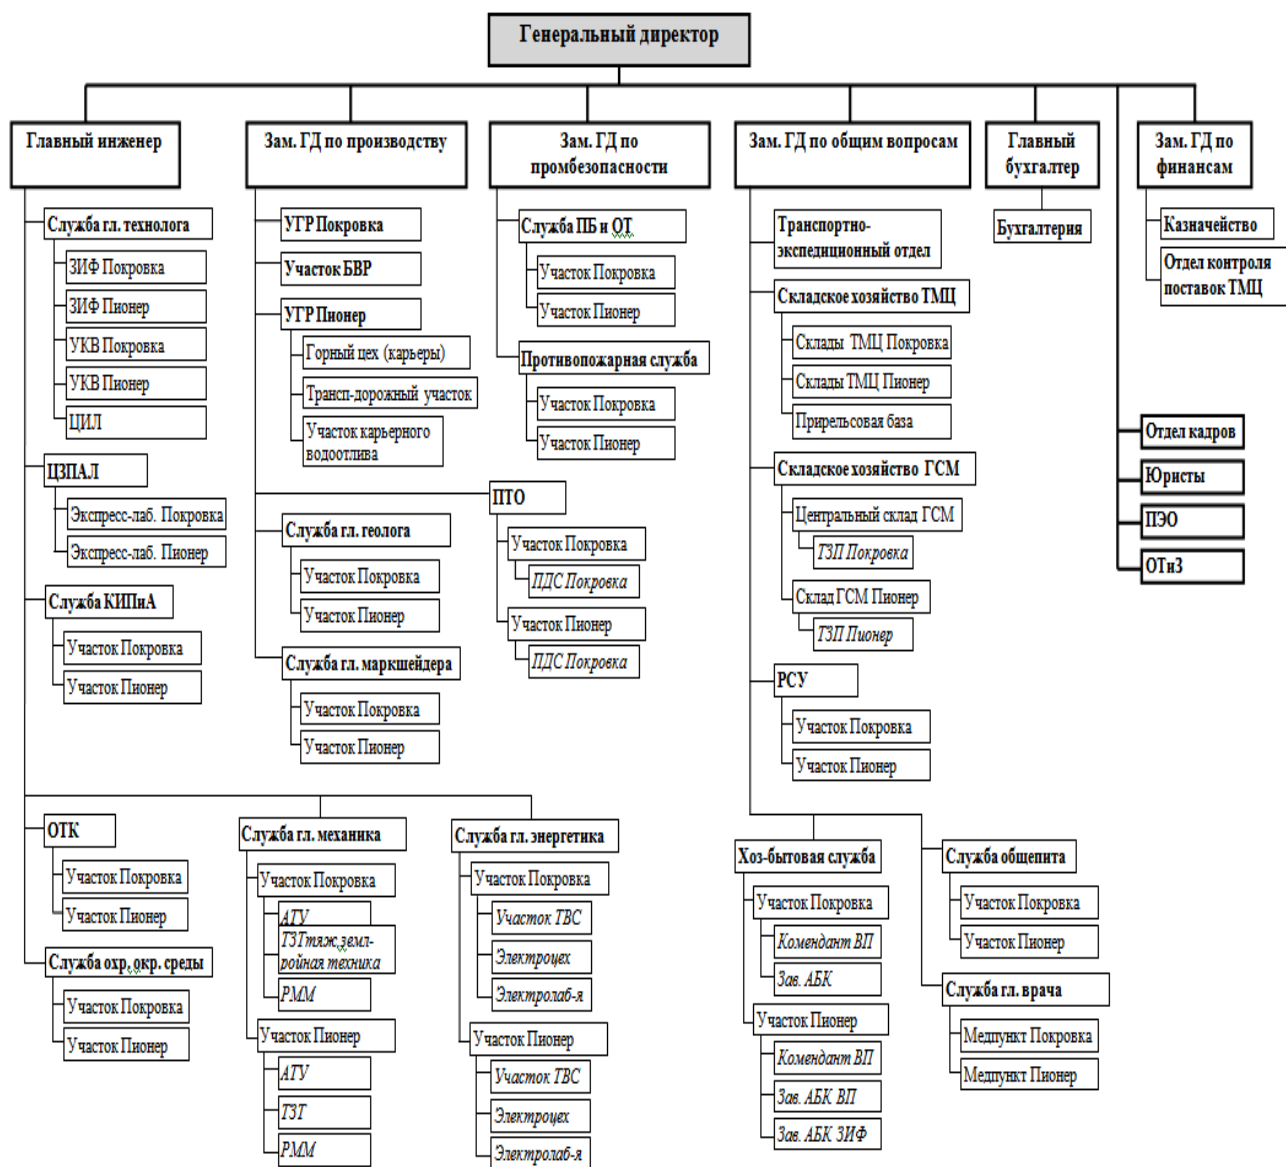 Генеральный директор
Главный инженер
Служба гл. технолога
ЗИФ Покровка
ЗИФ Пионер
УКВ Покровка
УКВ Пионер
ЦИЛ
ЦЗПАЛ
Экспресс-лаб. Покровка
Экспресс-лаб. Пионер
Служба КИПиА
Участок Покровка
Участок Пионер
ОТК
Участок Покровка
Участок Пионер
Служба охр. окр. среды
Участок Покровка
Участок Пионер
Служба гл. механика
Участок Покровка
АТУ
ТЗТтяж.земл-
ройная техника
РММ
Участок Пионер
АТУ
ТЗТ
РММ
Служба гл. энергетика
Участок Покровка
Участок ТВС
Электроцех
Электролаб-я
Участок Пионер
Участок ТВС
Электроцех
Электролаб-я
Зам. ГД по производству
УГР Покровка
Участок БВР
УГР Пионер
Горный цех (карьеры)
Трансп-дорожный участок
Участок карьерного
водоотлива
Служба гл. геолога
Участок Покровка
Участок Пионер
Служба гл. маркшейдера
Участок Покровка
Участок Пионер
ПТО
Участок Покровка
ПДС Покровка
Участок Пионер
ПДС Покровка
Зам. ГД по
промбезопасности
Служба ПБ и ОТ
Участок Покровка
Участок Пионер
Противопожарная служба
Участок Покровка
Участок Пионер
Зам. ГД по общим вопросам
Транспортно-
экспедиционный отдел
Складское хозяйство ТМЦ
Склады ТМЦ Покровка
Склады ТМЦ Пионер
Прирельсовая база
Складское хозяйство ГСМ
Центральный склад ГСМ
ТЗП Покровка
Склад ГСМ Пионер
ТЗП Пионер
РСУ
Участок Покровка
Участок Пионер
Хоз-бытовая служба
Участок Покровка
Комендант ВП
Зав. АБК
Участок Пионер
Комендант ВП
Зав. АБК ВП
Зав. АБК ЗИФ
Служба общепита
Участок Покровка
Участок Пионер
Служба гл. врача
Медпункт Покровка
Медпункт Пионер
Главный
бухгалтер
Бухгалтерия
Зам. ГД по
финансам
Казначейство
Отдел контроля
поставок ТМЦ
Отдел кадров
Юристы
ПЭО
ОТиЗ